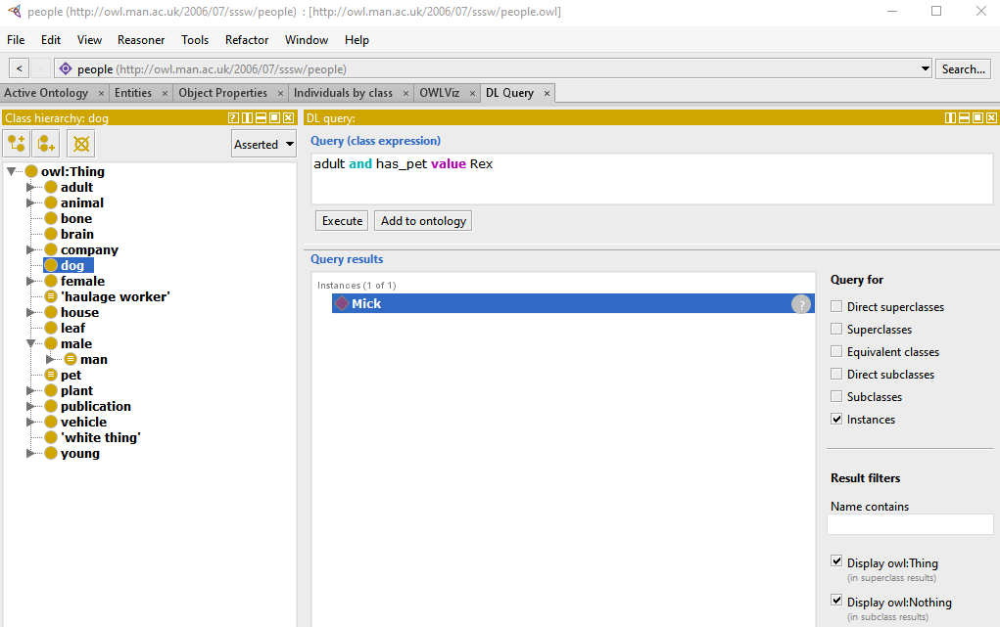 people (http://owl.man.ac.uk/2006/07/sssw/people) : [http://owl.man.ac.uk/2006/07/sssw/people.owl]
File Edit View Reasoner Tools Refactor Window Help
< people (http://owl.man.ac.uk/2006/07/sssw/people) Search...
Active Ontology × Entities × Object Properties × Individuals by class × OWLViz × DL Query ×
Class hierarchy: dog
Asserted
owl:Thing
adult
animal
bone
brain
company
dog
female
'haulage worker'
house
leaf
male
man
pet
plant
publication
vehicle
'white thing'
young
DL query:
Query (class expression)
adult and has_pet value Rex
Execute Add to ontology
Query results
Instances (1 of 1)
Mick ?
Query for
Direct superclasses
Superclasses
Equivalent classes
Direct subclasses
Subclasses
Instances
Result filters
Name contains
Display owl:Thing
(in superclass results)
Display owl:Nothing
(in subclass results)